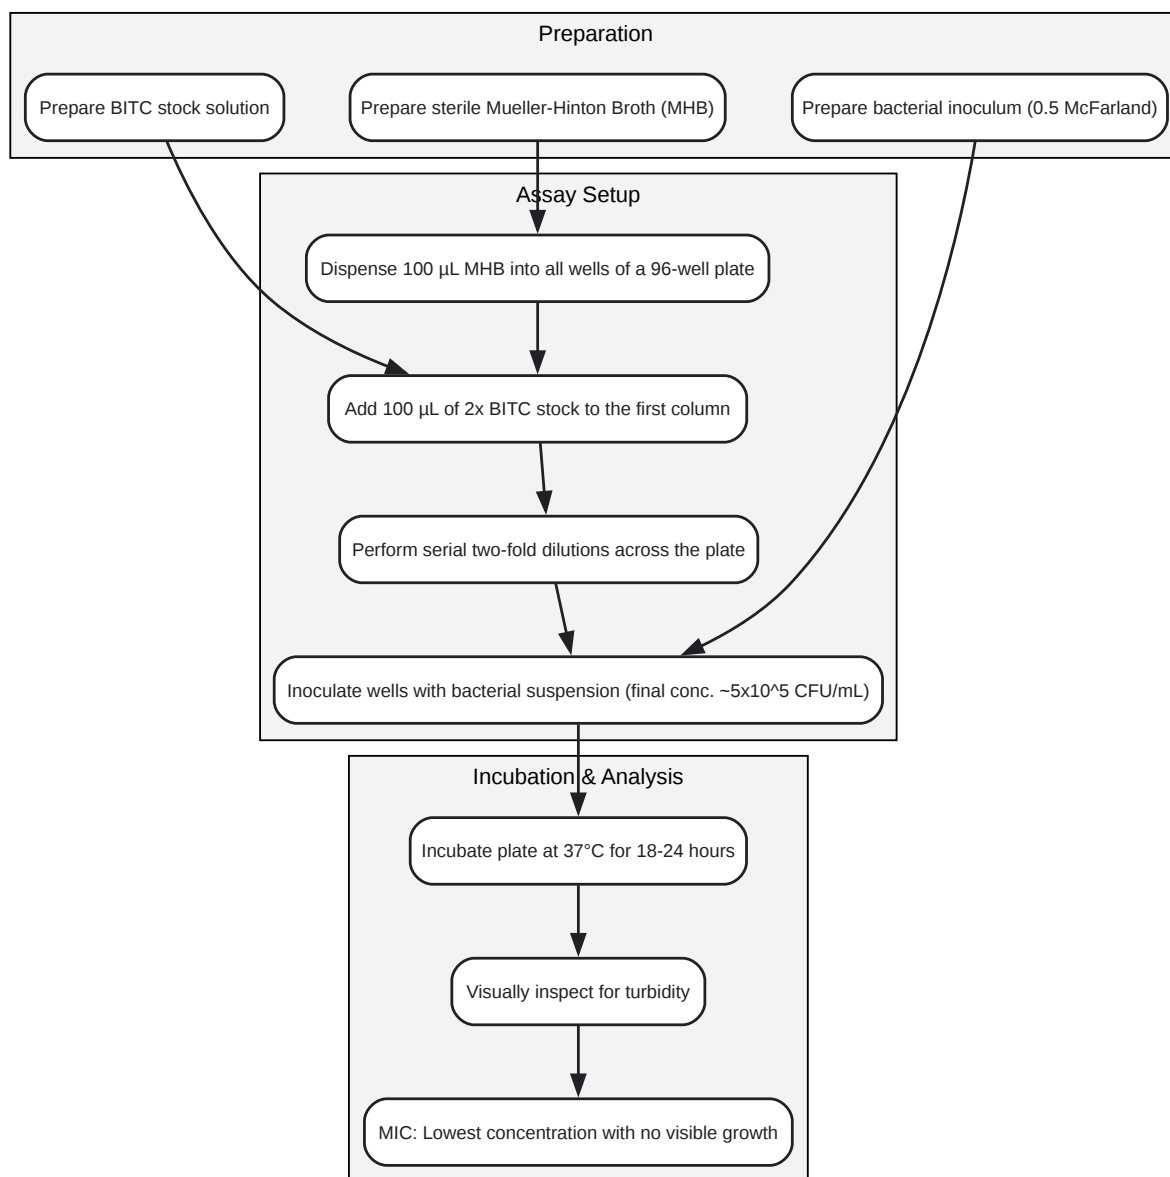 Preparation
Prepare BITC stock solution
Prepare sterile Mueller-Hinton Broth (MHB)
Prepare bacterial inoculum (0.5 McFarland)
Assay Setup
Dispense 100 µL MHB into all wells of a 96-well plate
Add 100 µL of 2x BITC stock to the first column
Perform serial two-fold dilutions across the plate
Inoculate wells with bacterial suspension (final conc. ~5x10^5 CFU/mL)
Incubation & Analysis
Incubate plate at 37°C for 18-24 hours
Visually inspect for turbidity
MIC: Lowest concentration with no visible growth